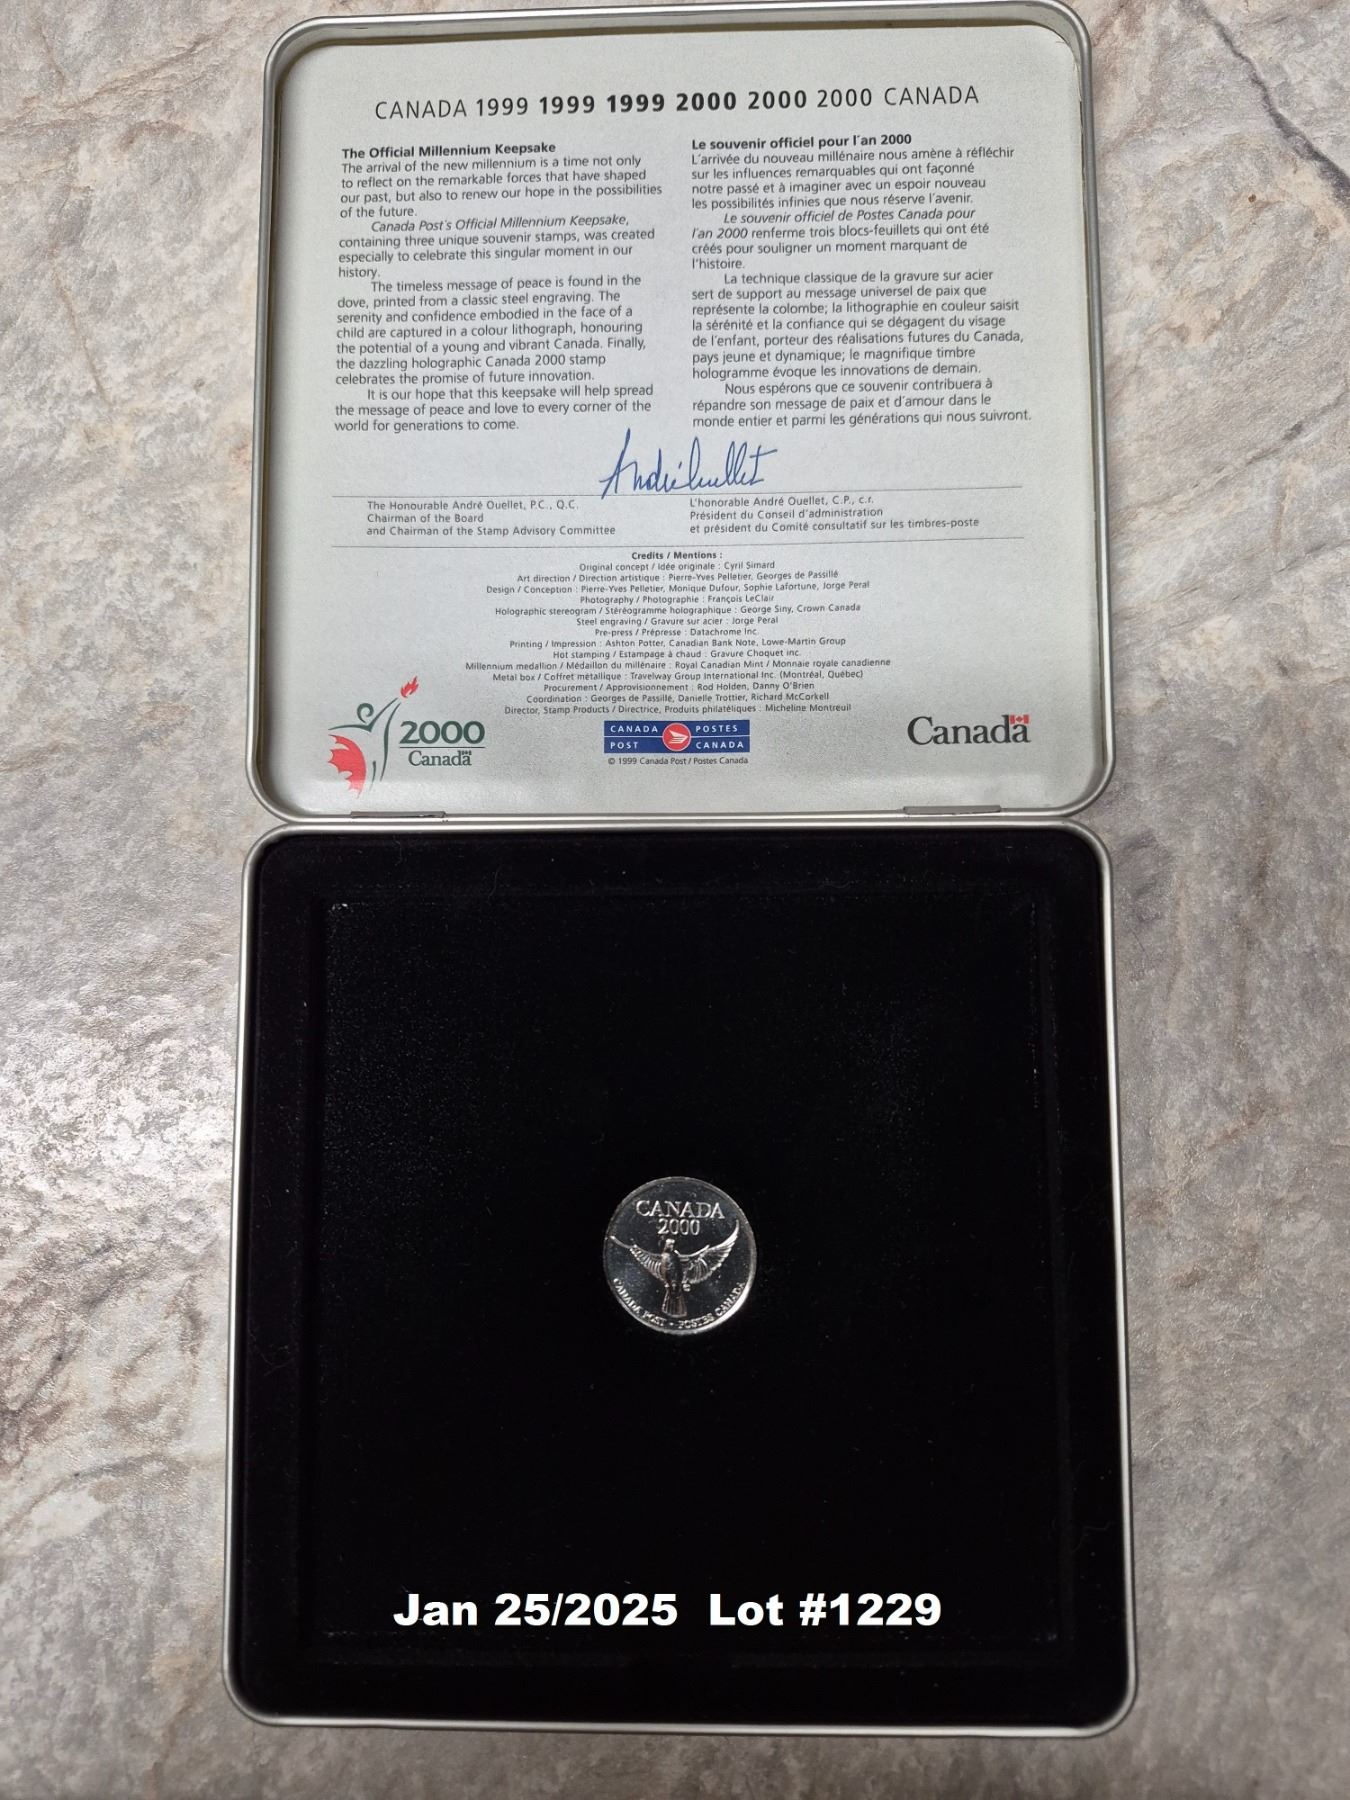 CANADA 1999 1999 1999 2000 2000 2000 CANADA
The Official Millennium Keepsake
The arrival of the new millennium is a time not only
to reflect on the remarkable forces that have shaped
our past, but also to renew our hope in the possibilities
of the future.
Canada Post's Official Millennium Keepsake,
containing three unique souvenir stamps, was created
especially to celebrate this singular moment in our
history.
The timeless message of peace is found in the
dove, printed from a classic steel engraving. The
serenity and confidence embodied in the face of a
child are captured in a colour lithograph, honouring
the potential of a young and vibrant Canada. Finally,
the dazzling holographic Canada 2000 stamp
celebrates the promise of future innovation.
It is our hope that this keepsake will help spread
the message of peace and love to every corner of the
world for generations to come.
Le souvenir officiel pour l'an 2000
L'arrivée du nouveau millénaire nous amène à réfléchir
sur les influences remarquables qui ont façonné
notre passé et à imaginer avec un espoir nouveau
les possibilités infinies que nous réserve l'avenir.
Le souvenir officiel de Postes Canada pour
l'an 2000 renferme trois blocs-feuillets qui ont été
créés pour souligner un moment marquant de
l'histoire.
La technique classique de la gravure sur acier
sert de support au message universel de paix que
représente la colombe; la lithographie en couleur saisit
la sérénité et la confiance qui se dégagent du visage
de l'enfant, porteur des réalisations futures du Canada,
pays jeune et dynamique; le magnifique timbre
hologramme évoque les innovations de demain.
Nous espérons que ce souvenir contribuera à
répandre son message de paix et d'amour dans le
monde entier et parmi les générations qui nous suivront.
André Ouellet
The Honourable André Ouellet, P.C., Q.C.
Chairman of the Board
and Chairman of the Stamp Advisory Committee
L'honorable André Ouellet, C.P., c.r.
Président du Conseil d'administration
et président du Comité consultatif sur les timbres-poste
Credits / Mentions :
Original concept / Idée originale : Cyril Simard
Art direction / Direction artistique : Pierre-Yves Pelletier, Georges de Passillé
Design / Conception : Pierre-Yves Pelletier, Monique Dufour, Sophie Lafortune, Jorge Peral
Photography / Photographie : François LeClair
Holographic stereogram / Stéréogramme holographique : George Siny, Crown Canada
Steel engraving / Gravure sur acier : Jorge Peral
Pre-press / Prépresse : Datachrome Inc.
Printing / Impression : Ashton Potter, Canadian Bank Note, Lowe-Martin Group
Hot stamping / Estampage à chaud : Gravure Choquet inc.
Millennium medallion / Médaillon du millénaire : Royal Canadian Mint / Monnaie royale canadienne
Metal box / Coffret métallique : Travelway Group International Inc. (Montréal, Québec)
Procurement / Approvisionnement : Rod Holden, Danny O'Brien
Coordination : Georges de Passillé, Danielle Trottier, Richard McCorkell
Director, Stamp Products / Directrice, Produits philatéliques : Micheline Montreuil
2000
Canada
CANADA POSTES
POST CANADA
© 1999 Canada Post / Postes Canada
Canada
CANADA
2000
CANADA POST · POSTES CANADA
Jan 25/2025 Lot #1229